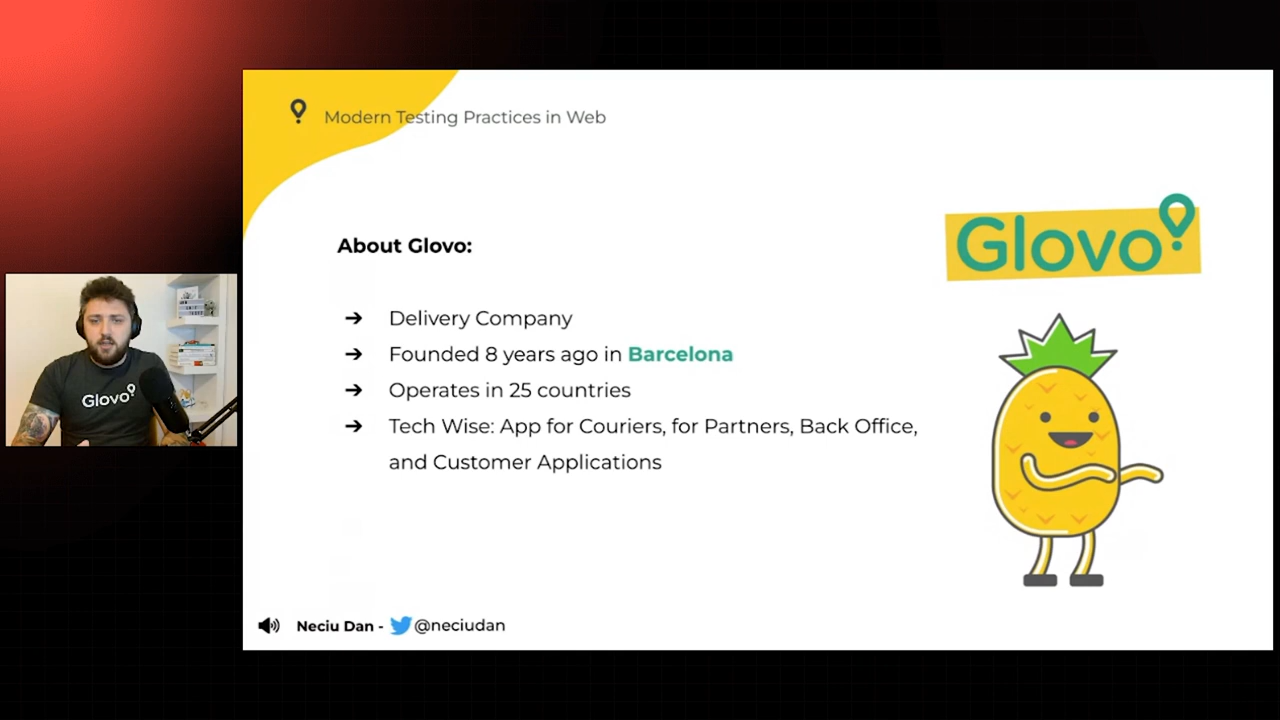 Modern Testing Practices in Web
Glovo
About Glovo:
➔ Delivery Company
➔ Founded 8 years ago in Barcelona
➔ Operates in 25 countries
➔ Tech Wise: App for Couriers, for Partners, Back Office,
and Customer Applications
Glovo
Neciu Dan - @neciudan